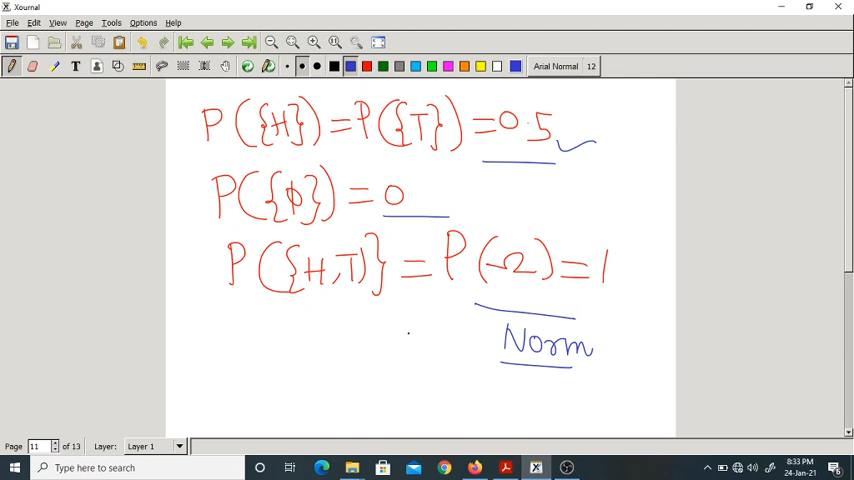 Xournal
File Edit View Page Tools Options Help
Arial Normal 12
P({H}) = P({T}) = 0.5
P({φ}) = 0
P({H,T)} = P(Ω) = 1
Norm
Page 11 of 13 Layer: Layer 1
Type here to search
8:33 PM
24-Jan-21
6